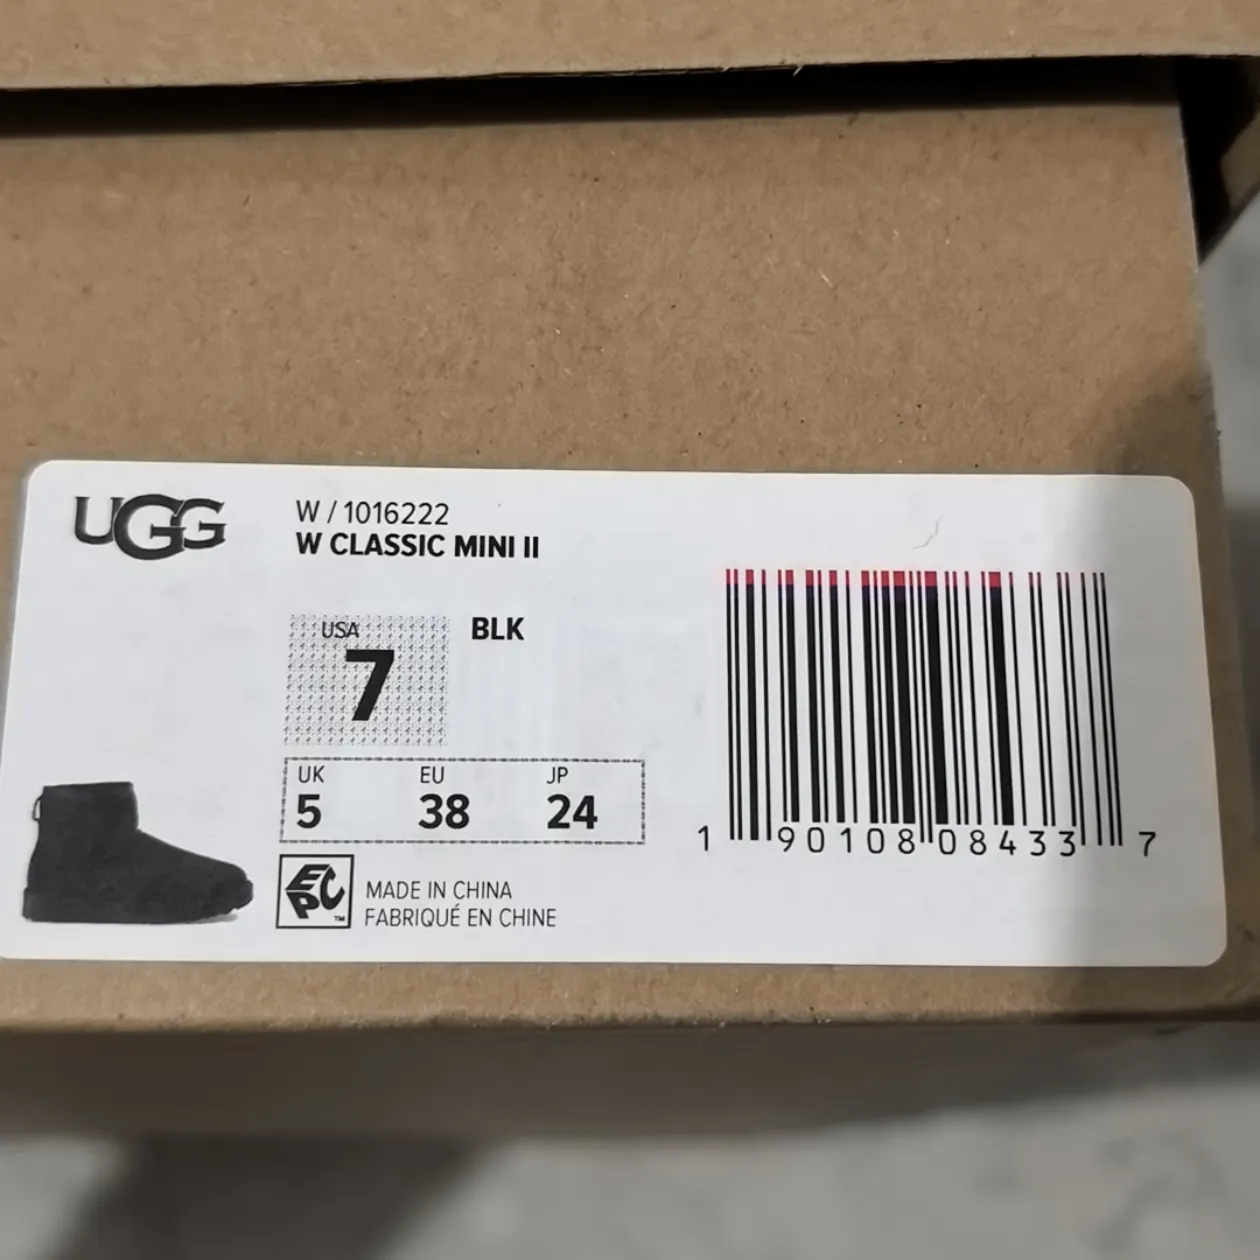 UGG
W / 1016222
W CLASSIC MINI II
USA
7
BLK
UK EU JP
5 38 24
EPC ™
MADE IN CHINA
FABRIQUÉ EN CHINE
1 90108 08433 7